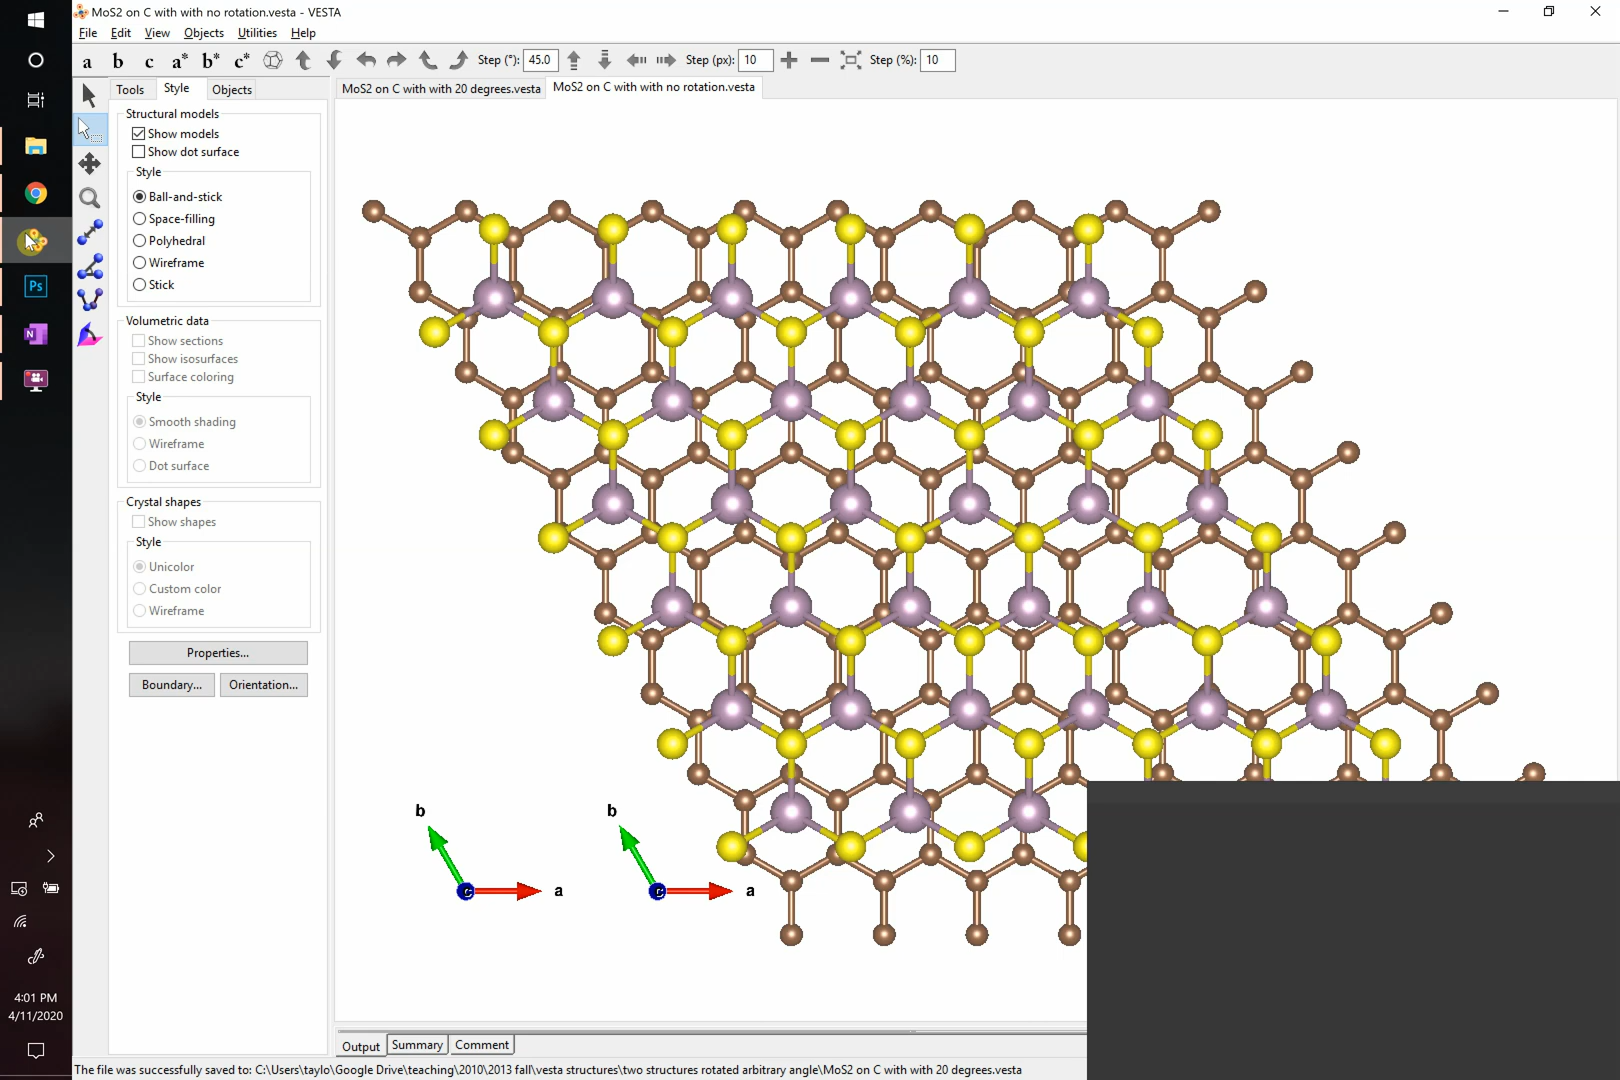 MoS2 on C with with no rotation.vesta - VESTA
File Edit View Objects Utilities Help
a b c a* b* c* Step (°): 45.0 Step (px): 10 Step (%): 10
Tools Style Objects
MoS2 on C with with 20 degrees.vesta MoS2 on C with with no rotation.vesta
Structural models
Show models
Show dot surface
Style
Ball-and-stick
Space-filling
Polyhedral
Wireframe
Stick
Volumetric data
Show sections
Show isosurfaces
Surface coloring
Style
Smooth shading
Wireframe
Dot surface
Crystal shapes
Show shapes
Style
Unicolor
Custom color
Wireframe
Properties...
Boundary... Orientation...
Ps
N
b b
c a c a
4:01 PM
4/11/2020
Output Summary Comment
The file was successfully saved to: C:\Users\taylo\Google Drive\teaching\2010\2013 fall\vesta structures\two structures rotated arbitrary angle\MoS2 on C with with 20 degrees.vesta